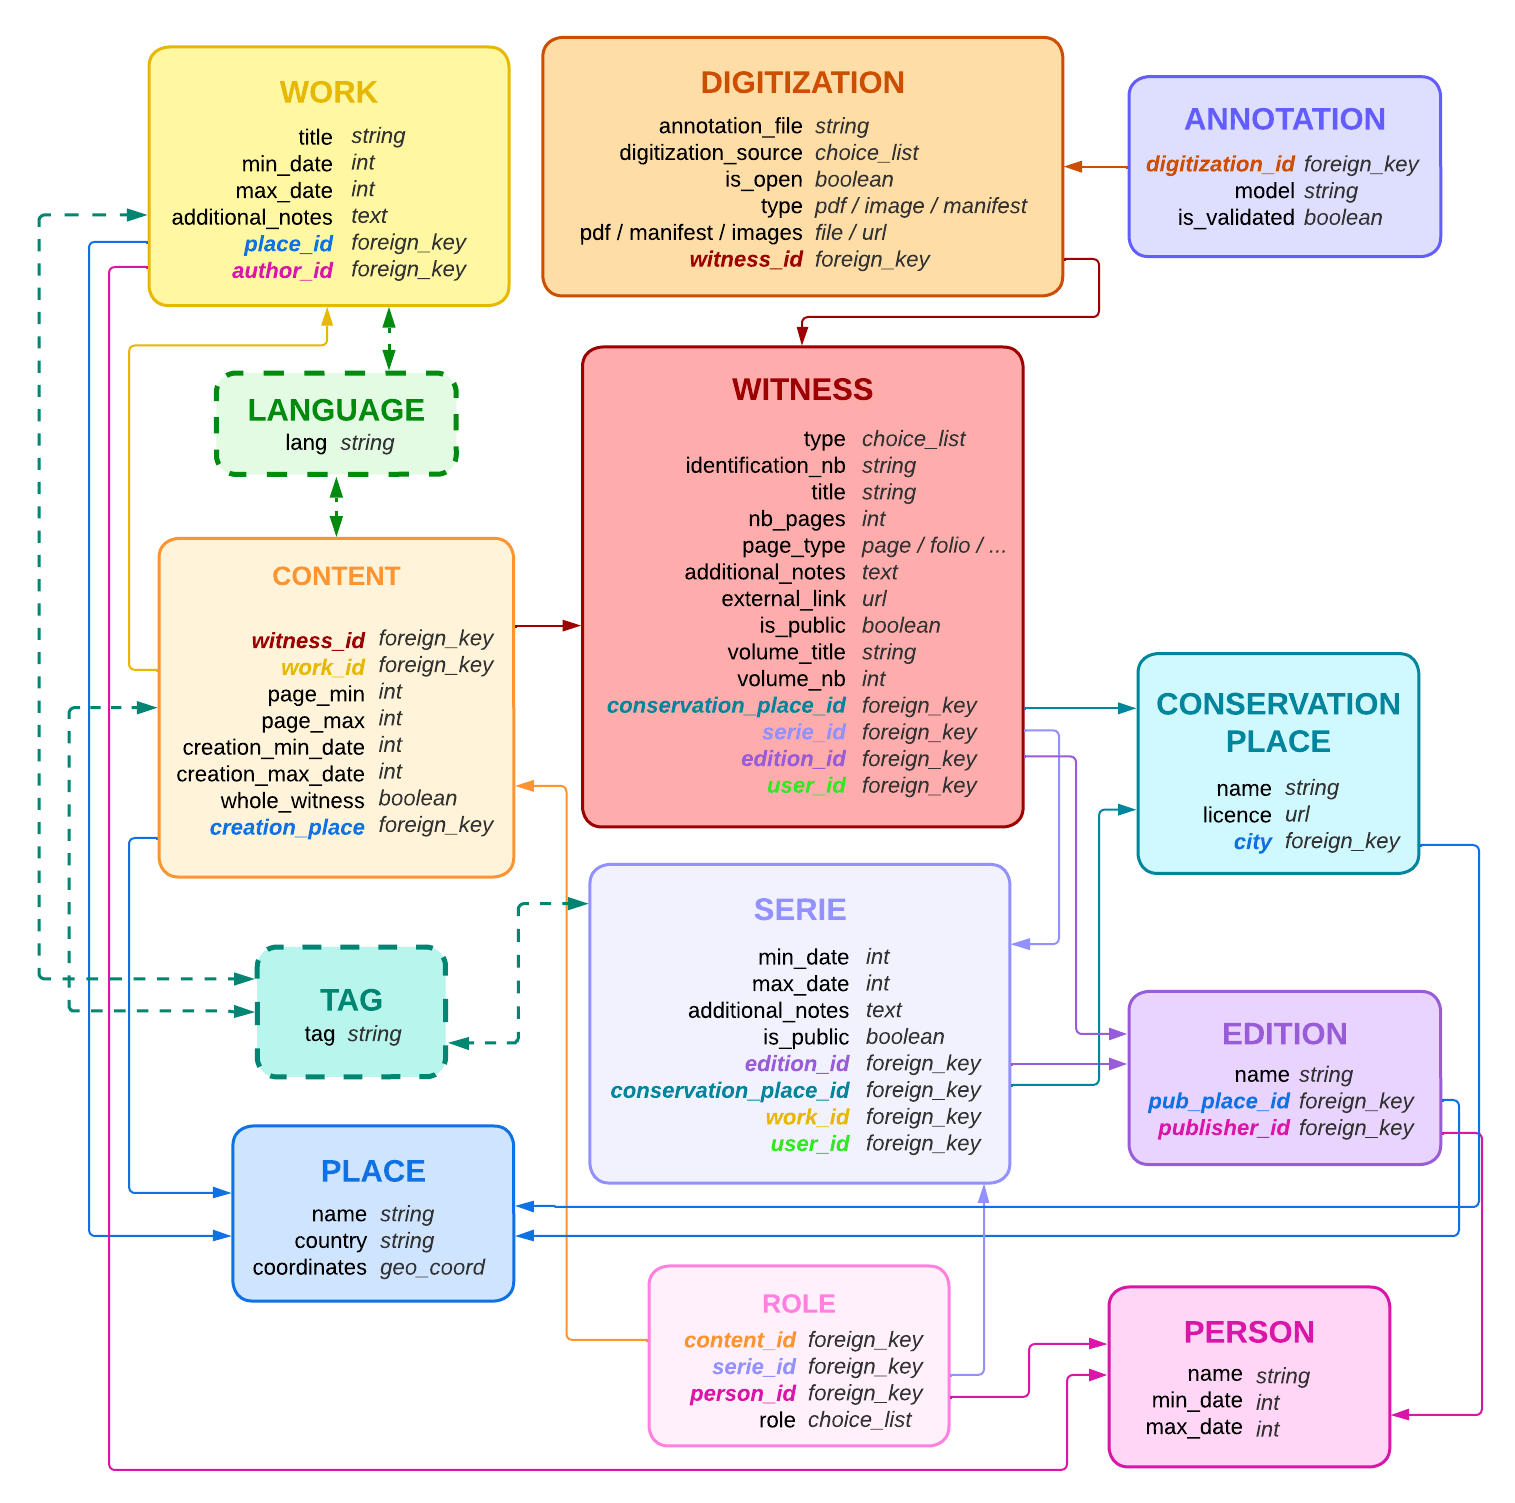 WORK
title string
min_date int
max_date int
additional_notes text
place_id foreign_key
author_id foreign_key
DIGITIZATION
annotation_file string
digitization_source choice_list
is_open boolean
type pdf / image / manifest
pdf / manifest / images file / url
witness_id foreign_key
ANNOTATION
digitization_id foreign_key
model string
is_validated boolean
LANGUAGE
lang string
WITNESS
type choice_list
identification_nb string
title string
nb_pages int
page_type page / folio / ...
additional_notes text
external_link url
is_public boolean
volume_title string
volume_nb int
conservation_place_id foreign_key
serie_id foreign_key
edition_id foreign_key
user_id foreign_key
CONTENT
witness_id foreign_key
work_id foreign_key
page_min int
page_max int
creation_min_date int
creation_max_date int
whole_witness boolean
creation_place foreign_key
CONSERVATION
PLACE
name string
licence url
city foreign_key
SERIE
min_date int
max_date int
additional_notes text
is_public boolean
edition_id foreign_key
conservation_place_id foreign_key
work_id foreign_key
user_id foreign_key
TAG
tag string
EDITION
name string
pub_place_id foreign_key
publisher_id foreign_key
PLACE
name string
country string
coordinates geo_coord
ROLE
content_id foreign_key
serie_id foreign_key
person_id foreign_key
role choice_list
PERSON
name string
min_date int
max_date int